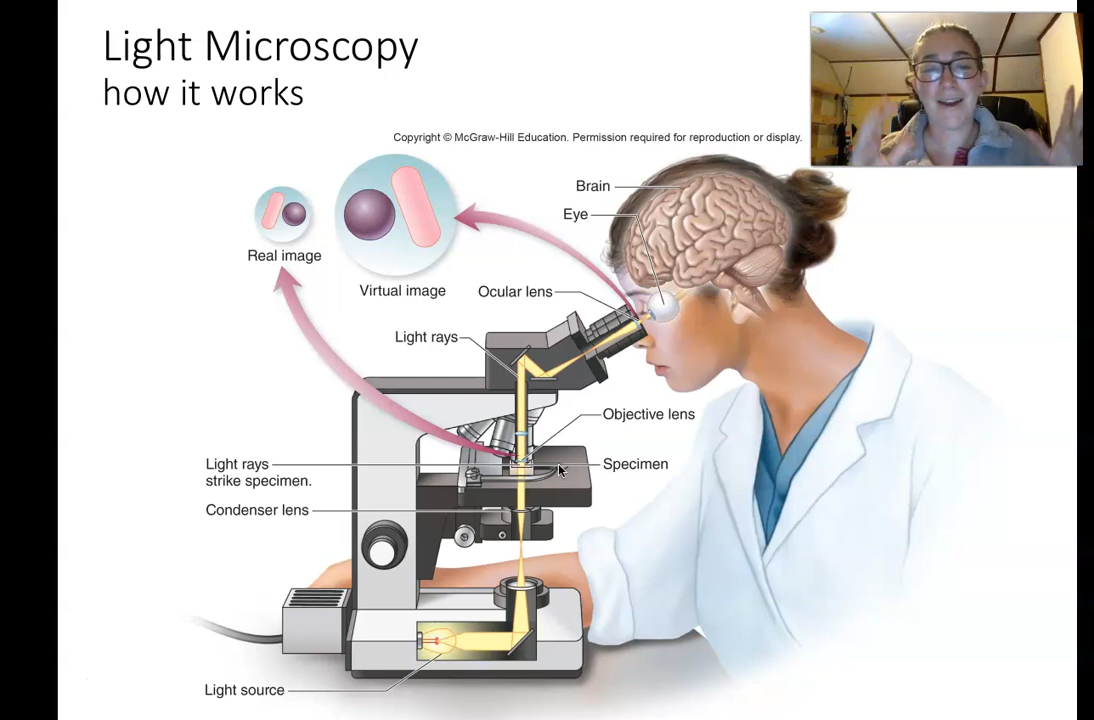 Light Microscopy
how it works
Copyright © McGraw-Hill Education. Permission required for reproduction or display.
Brain
Eye
Real image
Virtual image
Ocular lens
Light rays
Objective lens
Light rays
strike specimen.
Specimen
Condenser lens
Light source